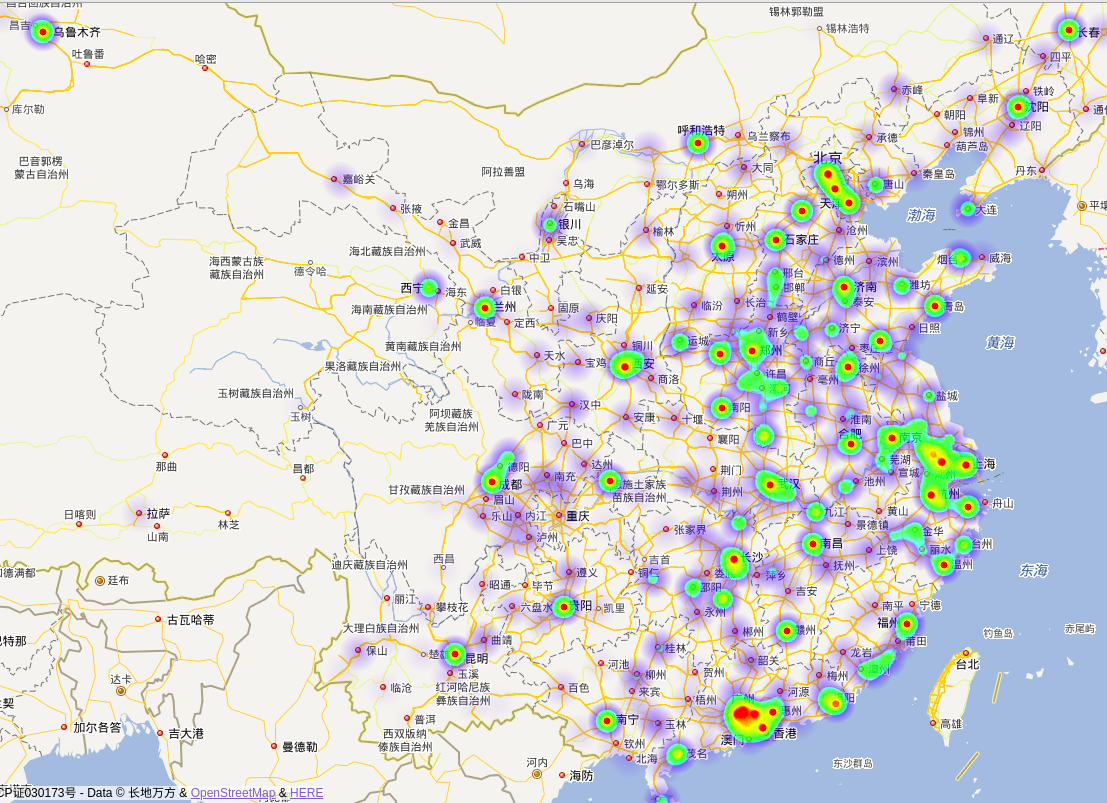 昌吉回族自治州
锡林郭勒盟
昌吉
乌鲁木齐
锡林浩特
通辽
长春
吐鲁番
哈密
四平
库尔勒
赤峰
阜新
铁岭
沈阳
朝阳
辽阳
呼和浩特
乌兰察布
承德
锦州
葫芦岛
巴彦淖尔
北京
巴音郭楞
蒙古自治州
阿拉善盟
大同
丹东
嘉峪关
乌海
鄂尔多斯
唐山
秦皇岛
朔州
天津
张掖
石嘴山
大连
平壤
渤海
金昌
银川
忻州
沧州
武威
吴忠
榆林
石家庄
海北藏族自治州
太原
中卫
德州
滨州
烟台
威海
海西蒙古族
藏族自治州
德令哈
邢台
西宁
海东
白银
延安
邯郸
济南
潍坊
泰安
海南藏族自治州
兰州
固原
临汾
长治
青岛
临夏
定西
庆阳
鹤壁
新乡
济宁
日照
黄南藏族自治州
铜川
运城
郑州
枣庄
黄海
天水
宝鸡
西安
商丘
徐州
果洛藏族自治州
许昌
亳州
商洛
玉树藏族自治州
陇南
盐城
玉树
汉中
南阳
阿坝藏族
羌族自治州
安康
十堰
淮南
广元
襄阳
合肥
南京
巴中
那曲
昌都
德阳
达州
荆门
芜湖
上海
南充
宣城
甘孜藏族自治州
成都
恩施土家族
苗族自治州
荆州
武汉
池州
杭州
眉山
舟山
日喀则
拉萨
乐山
内江
重庆
九江
黄山
林芝
张家界
景德镇
山南
泸州
金华
南昌
台州
上饶
丽水
西昌
吉首
长沙
迪庆藏族自治州
温州
抚州
东海
廷布
遵义
铜仁
娄底
萍乡
昭通
毕节
邵阳
吉安
丽江
攀枝花
六盘水
贵阳
凯里
永州
南平
宁德
古瓦哈蒂
福州
大理白族自治州
郴州
赣州
钓鱼岛
赤尾屿
曲靖
莆田
保山
楚雄
昆明
桂林
龙岩
韶关
台北
河池
玉溪
柳州
贺州
梅州
漳州
达卡
临沧
红河哈尼族
彝族自治州
百色
来宾
河源
梧州
普洱
南宁
惠州
高雄
加尔各答
吉大港
玉林
西双版纳
傣族自治州
澳门
香港
曼德勒
钦州
北海
茂名
河内
海防
东沙群岛
CP证030173号 - Data © 长地万方 & OpenStreetMap & HERE